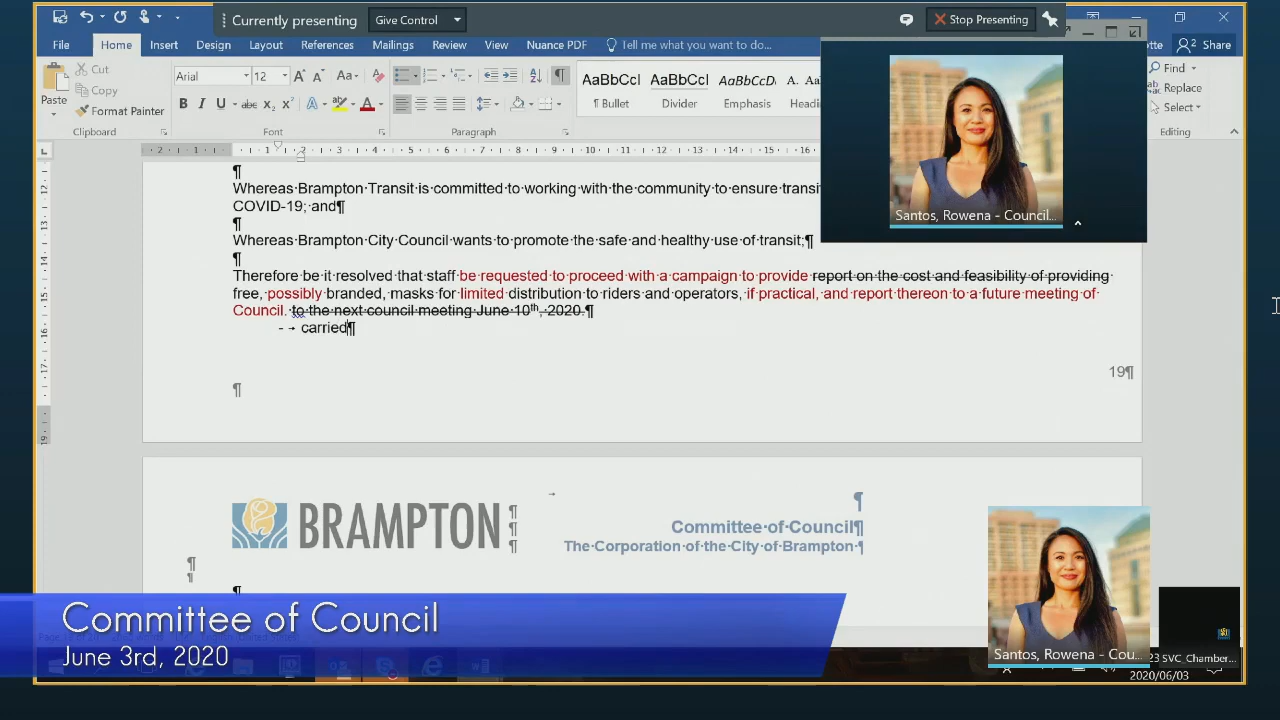 Currently presenting
Give Control
Stop Presenting
File
Home
Insert
Design
Layout
References
Mailings
Review
View
Nuance PDF
Tell me what you want to do...
Share
Paste
Cut
Copy
Format Painter
Clipboard
Arial
12
Font
Paragraph
AaBbCcI
AaBbCcI
AaBbCcDc
¶ Bullet
Divider
Emphasis
Headin
Find
Replace
Select
Editing
Santos, Rowena - Council...
¶
Whereas Brampton Transit is committed to working with the community to ensure transi
COVID-19; and¶
¶
Whereas Brampton City Council wants to promote the safe and healthy use of transit;¶
¶
Therefore be it resolved that staff be requested to proceed with a campaign to provide report on the cost and feasibility of providing
free, possibly branded, masks for limited distribution to riders and operators, if practical, and report thereon to a future meeting of
Council. to the next council meeting June 10th, 2020.¶
- carried¶
19¶
¶
BRAMPTON
Committee of Council¶
The Corporation of the City of Brampton ¶
Committee of Council
June 3rd, 2020
Santos, Rowena - Cou...
23 SVC_Chamber...
2020/06/03